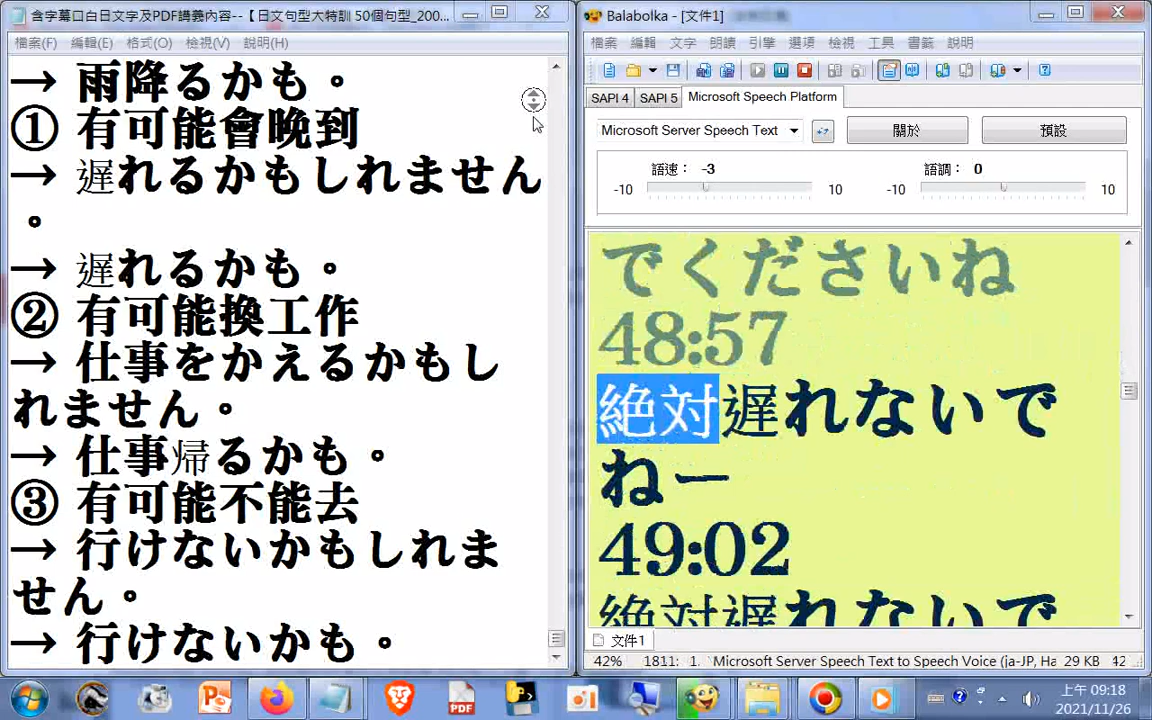 含字幕口白日文字及PDF講義內容--【日文句型大特訓 50個句型_200...
檔案(F) 編輯(E) 格式(O) 檢視(V) 說明(H)
→ 雨降るかも。
① 有可能會晚到
→ 遅れるかもしれません
。
→ 遅れるかも。
② 有可能換工作
→ 仕事をかえるかもし
れません。
→ 仕事帰るかも。
③ 有可能不能去
→ 行けないかもしれま
せん。
→ 行けないかも。
Balabolka - [文件1]
檔案 編輯 文字 朗讀 引擎 選項 檢視 工具 書籤 說明
SAPI 4 SAPI 5 Microsoft Speech Platform
Microsoft Server Speech Text 關於 預設
語速： -3 語調： 0
-10 10 -10 10
でくださいね
48:57
絶対遅れないで
ねー
49:02
絶対遅れないで
文件1
42% 1811: 1. Microsoft Server Speech Text to Speech Voice (ja-JP, Ha 29 KB 42
PDF
上午 09:18
2021/11/26